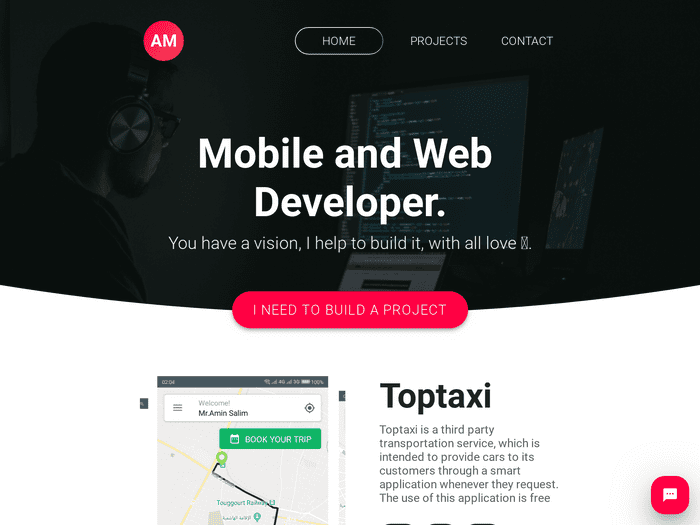 AM
HOME
PROJECTS
CONTACT
Mobile and Web
Developer.
You have a vision, I help to build it, with all love
I NEED TO BUILD A PROJECT
02:04
4G
5G
100%
Welcome!
Mr.Amin Salim
BOOK YOUR TRIP
Touggourt Railway
Toptaxi
Toptaxi is a third party
transportation service, which is
intended to provide cars to its
customers through a smart
application whenever they request.
The use of this application is free